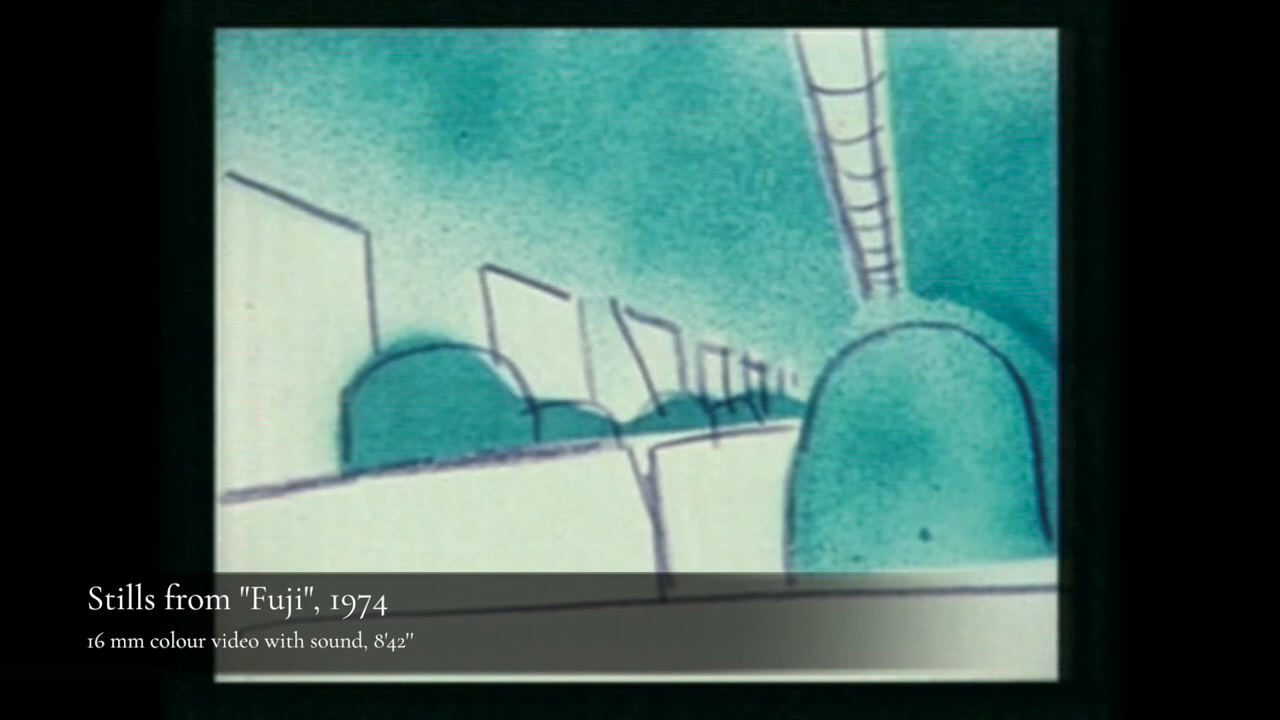 Stills from "Fuji", 1974
16 mm colour video with sound, 8'42''